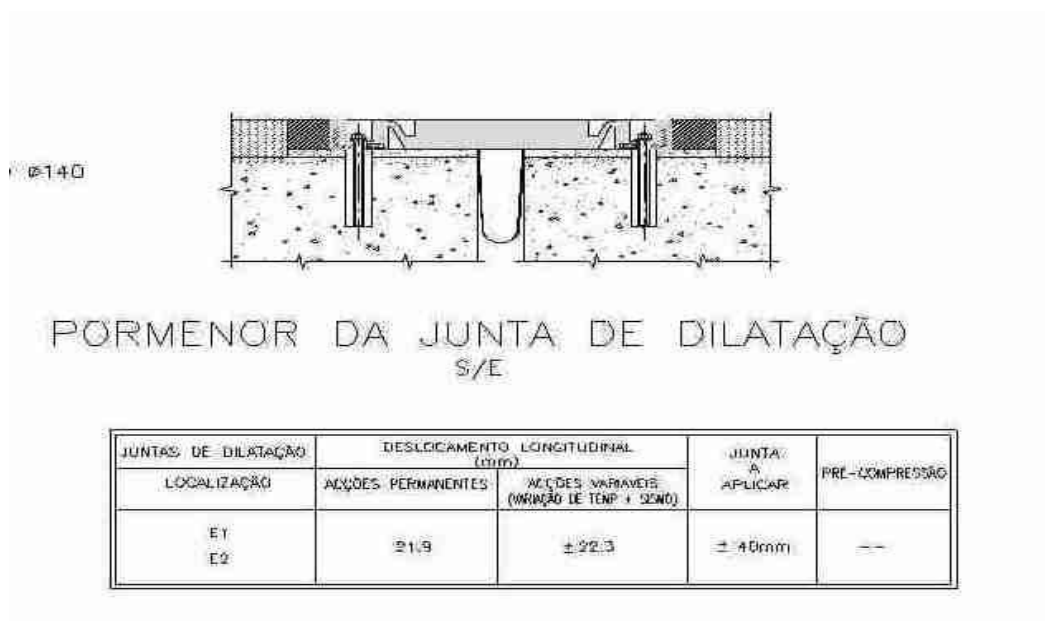 Ø140
PORMENOR DA JUNTA DE DILATAÇÃO
S/E
JUNTAS DE DILATAÇÃO
DESLOCAMENTO LONGITUDINAL
(mm)
JUNTA
A
APLICAR
PRE-COMPRESSÃO
LOCALIZAÇÃO
ACÇÕES PERMANENTES
ACÇÕES VARIAVEIS
(VARIAÇÃO DE TEMP + SISMO)
E1
E2
21.9
±22.3
± 40mm
--